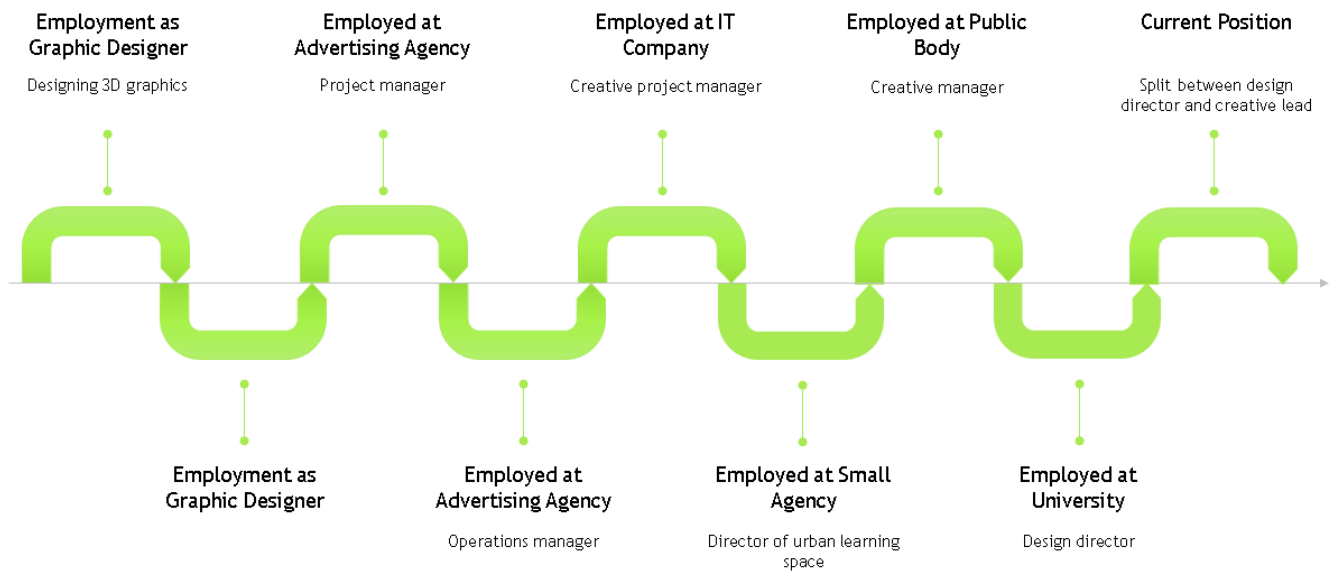 Employment as
Graphic Designer
Designing 3D graphics
Employed at
Advertising Agency
Project manager
Employed at IT
Company
Creative project manager
Employed at Public
Body
Creative manager
Current Position
Split between design
director and creative lead
Employment as
Graphic Designer
Employed at
Advertising Agency
Operations manager
Employed at Small
Agency
Director of urban learning
space
Employed at
University
Design director